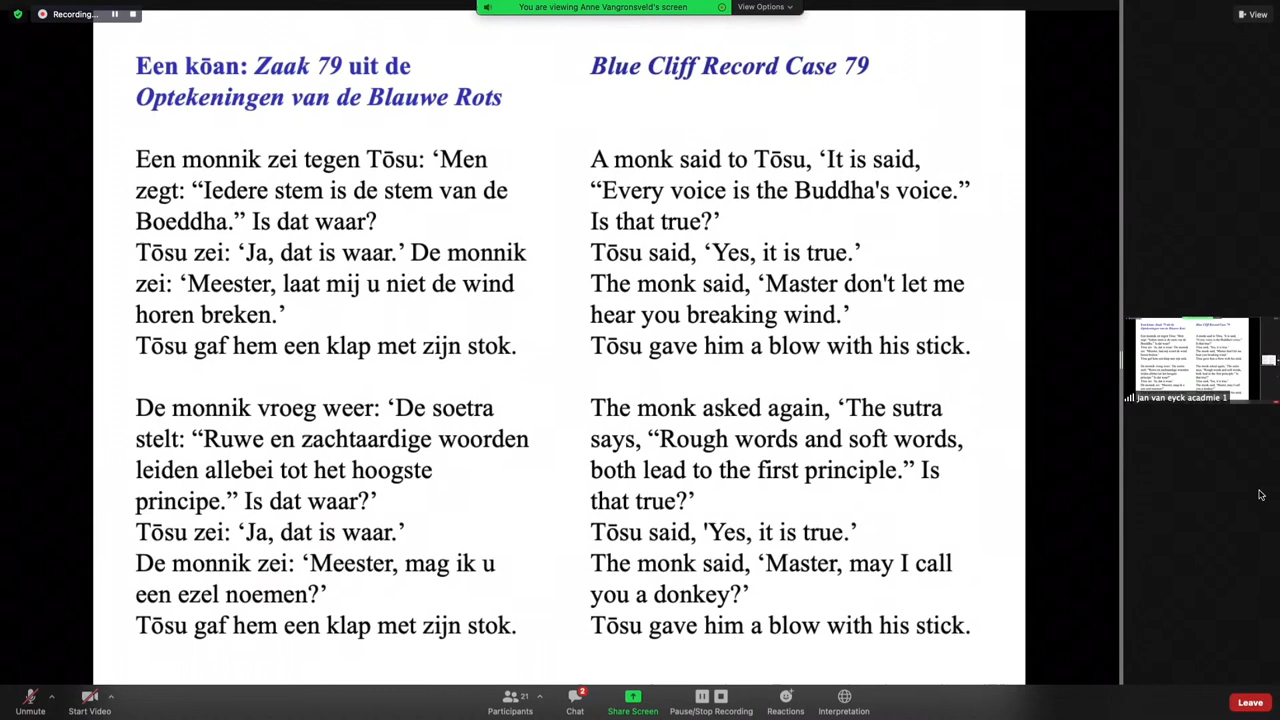 Recording...
You are viewing Anne Vangronsveld's screen
View Options
View
Een kōan: Zaak 79 uit de
Optekeningen van de Blauwe Rots
Een monnik zei tegen Tōsu: ‘Men
zegt: “Iedere stem is de stem van de
Boeddha.” Is dat waar?
Tōsu zei: ‘Ja, dat is waar.’ De monnik
zei: ‘Meester, laat mij u niet de wind
horen breken.’
Tōsu gaf hem een klap met zijn stok.
De monnik vroeg weer: ‘De soetra
stelt: “Ruwe en zachtaardige woorden
leiden allebei tot het hoogste
principe.” Is dat waar?’
Tōsu zei: ‘Ja, dat is waar.’
De monnik zei: ‘Meester, mag ik u
een ezel noemen?’
Tōsu gaf hem een klap met zijn stok.
Blue Cliff Record Case 79
A monk said to Tōsu, ‘It is said,
“Every voice is the Buddha's voice.”
Is that true?’
Tōsu said, ‘Yes, it is true.’
The monk said, ‘Master don't let me
hear you breaking wind.’
Tōsu gave him a blow with his stick.
The monk asked again, ‘The sutra
says, “Rough words and soft words,
both lead to the first principle.” Is
that true?’
Tōsu said, 'Yes, it is true.’
The monk said, ‘Master, may I call
you a donkey?’
Tōsu gave him a blow with his stick.
jan van eyck acadmie 1
Unmute
Start Video
21
Participants
2
Chat
Share Screen
Pause/Stop Recording
Reactions
Interpretation
Leave